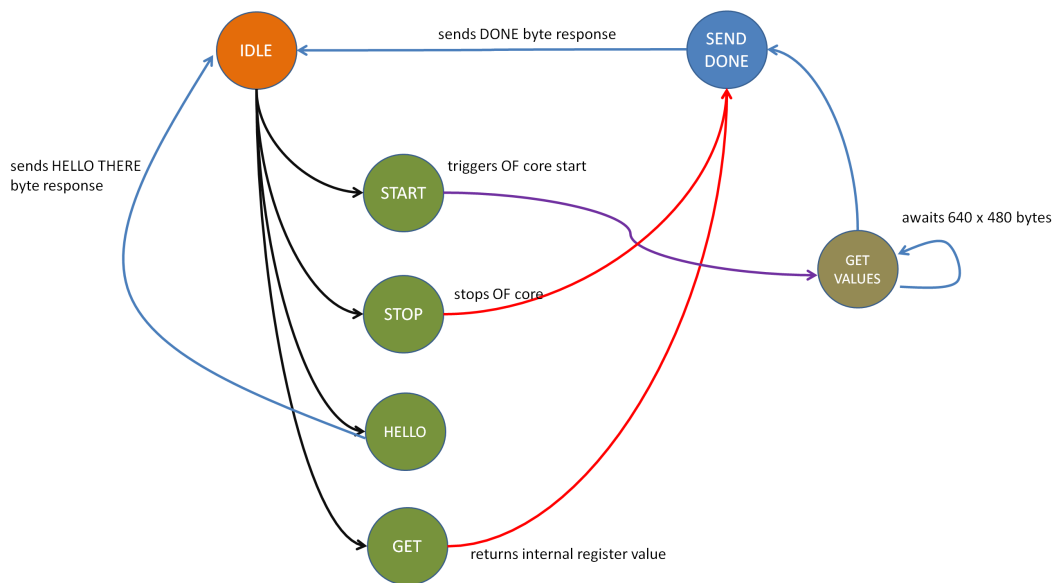 IDLE
sends DONE byte response
SEND
DONE
sends HELLO THERE
byte response
START
triggers OF core start
awaits 640 x 480 bytes
GET
VALUES
STOP
stops OF core
HELLO
GET
returns internal register value